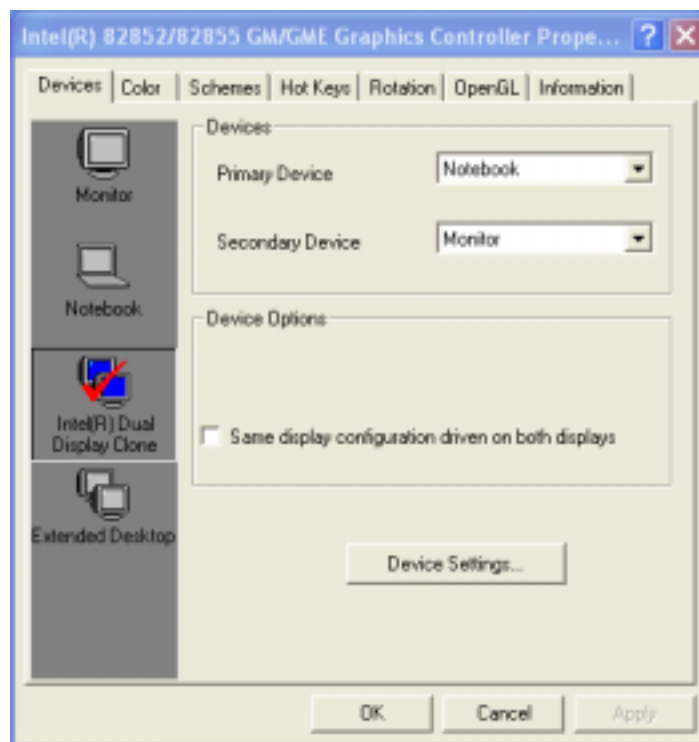 Intel(R) 82852/82855 GM/GME Graphics Controller Prope... ?
Devices Color Schemes Hot Keys Rotation OpenGL Information
Monitor
Notebook
Intel(R) Dual
Display Clone
Extended Desktop
Devices
Primary Device Notebook
Secondary Device Monitor
Device Options
Same display configuration driven on both displays
Device Settings...
OK Cancel Apply